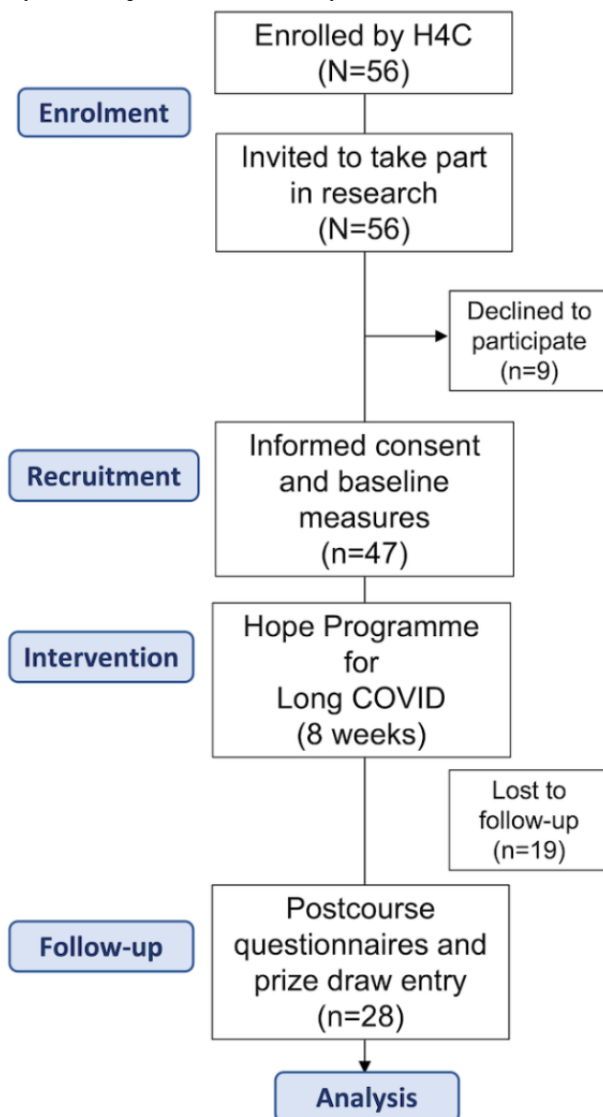 Enrolled by H4C
(N=56)
Enrolment
Invited to take part
in research
(N=56)
Declined to
participate
(n=9)
Recruitment
Informed consent
and baseline
measures
(n=47)
Intervention
Hope Programme
for
Long COVID
(8 weeks)
Lost to
follow-up
(n=19)
Follow-up
Postcourse
questionnaires and
prize draw entry
(n=28)
Analysis